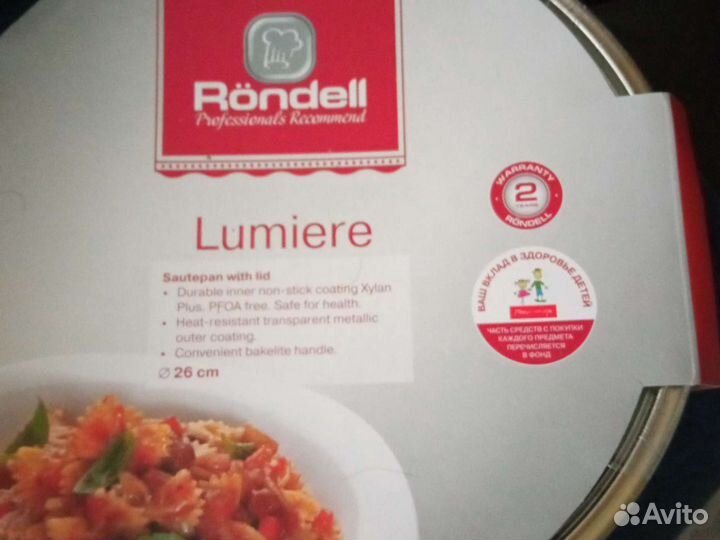 Röndell
Professionals Recommend
Lumiere
Sautepan with lid
• Durable inner non-stick coating Xylan
Plus. PFOA free. Safe for health.
• Heat-resistant transparent metallic
outer coating.
• Convenient bakelite handle.
⌀ 26 cm
WARRANTY
2
YEARS
RÖNDELL
ВАШ ВКЛАД В ЗДОРОВЬЕ ДЕТЕЙ
ЧАСТЬ СРЕДСТВ С ПОКУПКИ
КАЖДОГО ПРЕДМЕТА
ПЕРЕЧИСЛЯЕТСЯ
В ФОНД
Avito